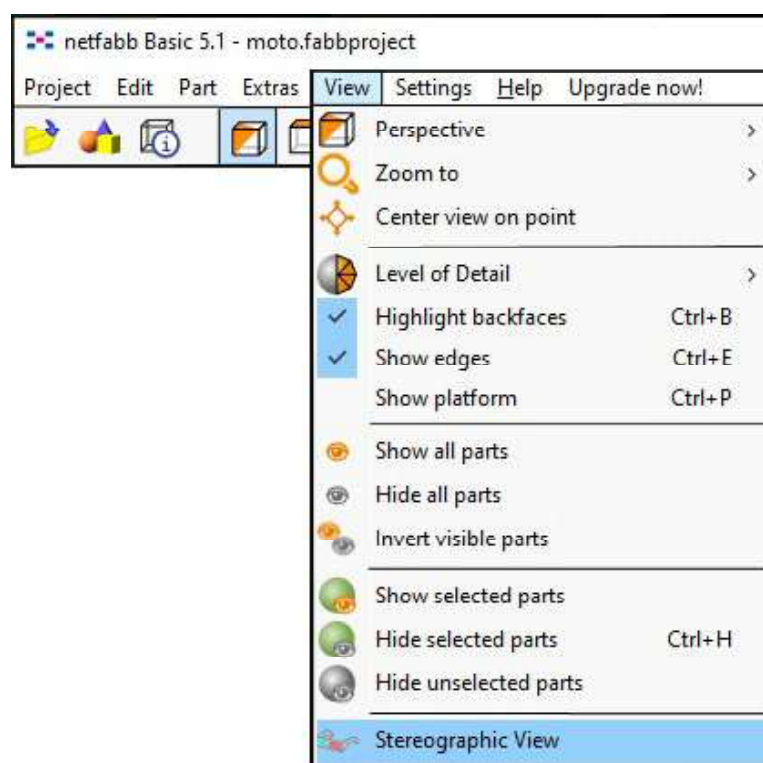 netfabb Basic 5.1 - moto.fabbproject
Project Edit Part Extras View Settings Help Upgrade now!
Perspective
Zoom to
Center view on point
Level of Detail
Highlight backfaces Ctrl+B
Show edges Ctrl+E
Show platform Ctrl+P
Show all parts
Hide all parts
Invert visible parts
Show selected parts
Hide selected parts Ctrl+H
Hide unselected parts
Stereographic View